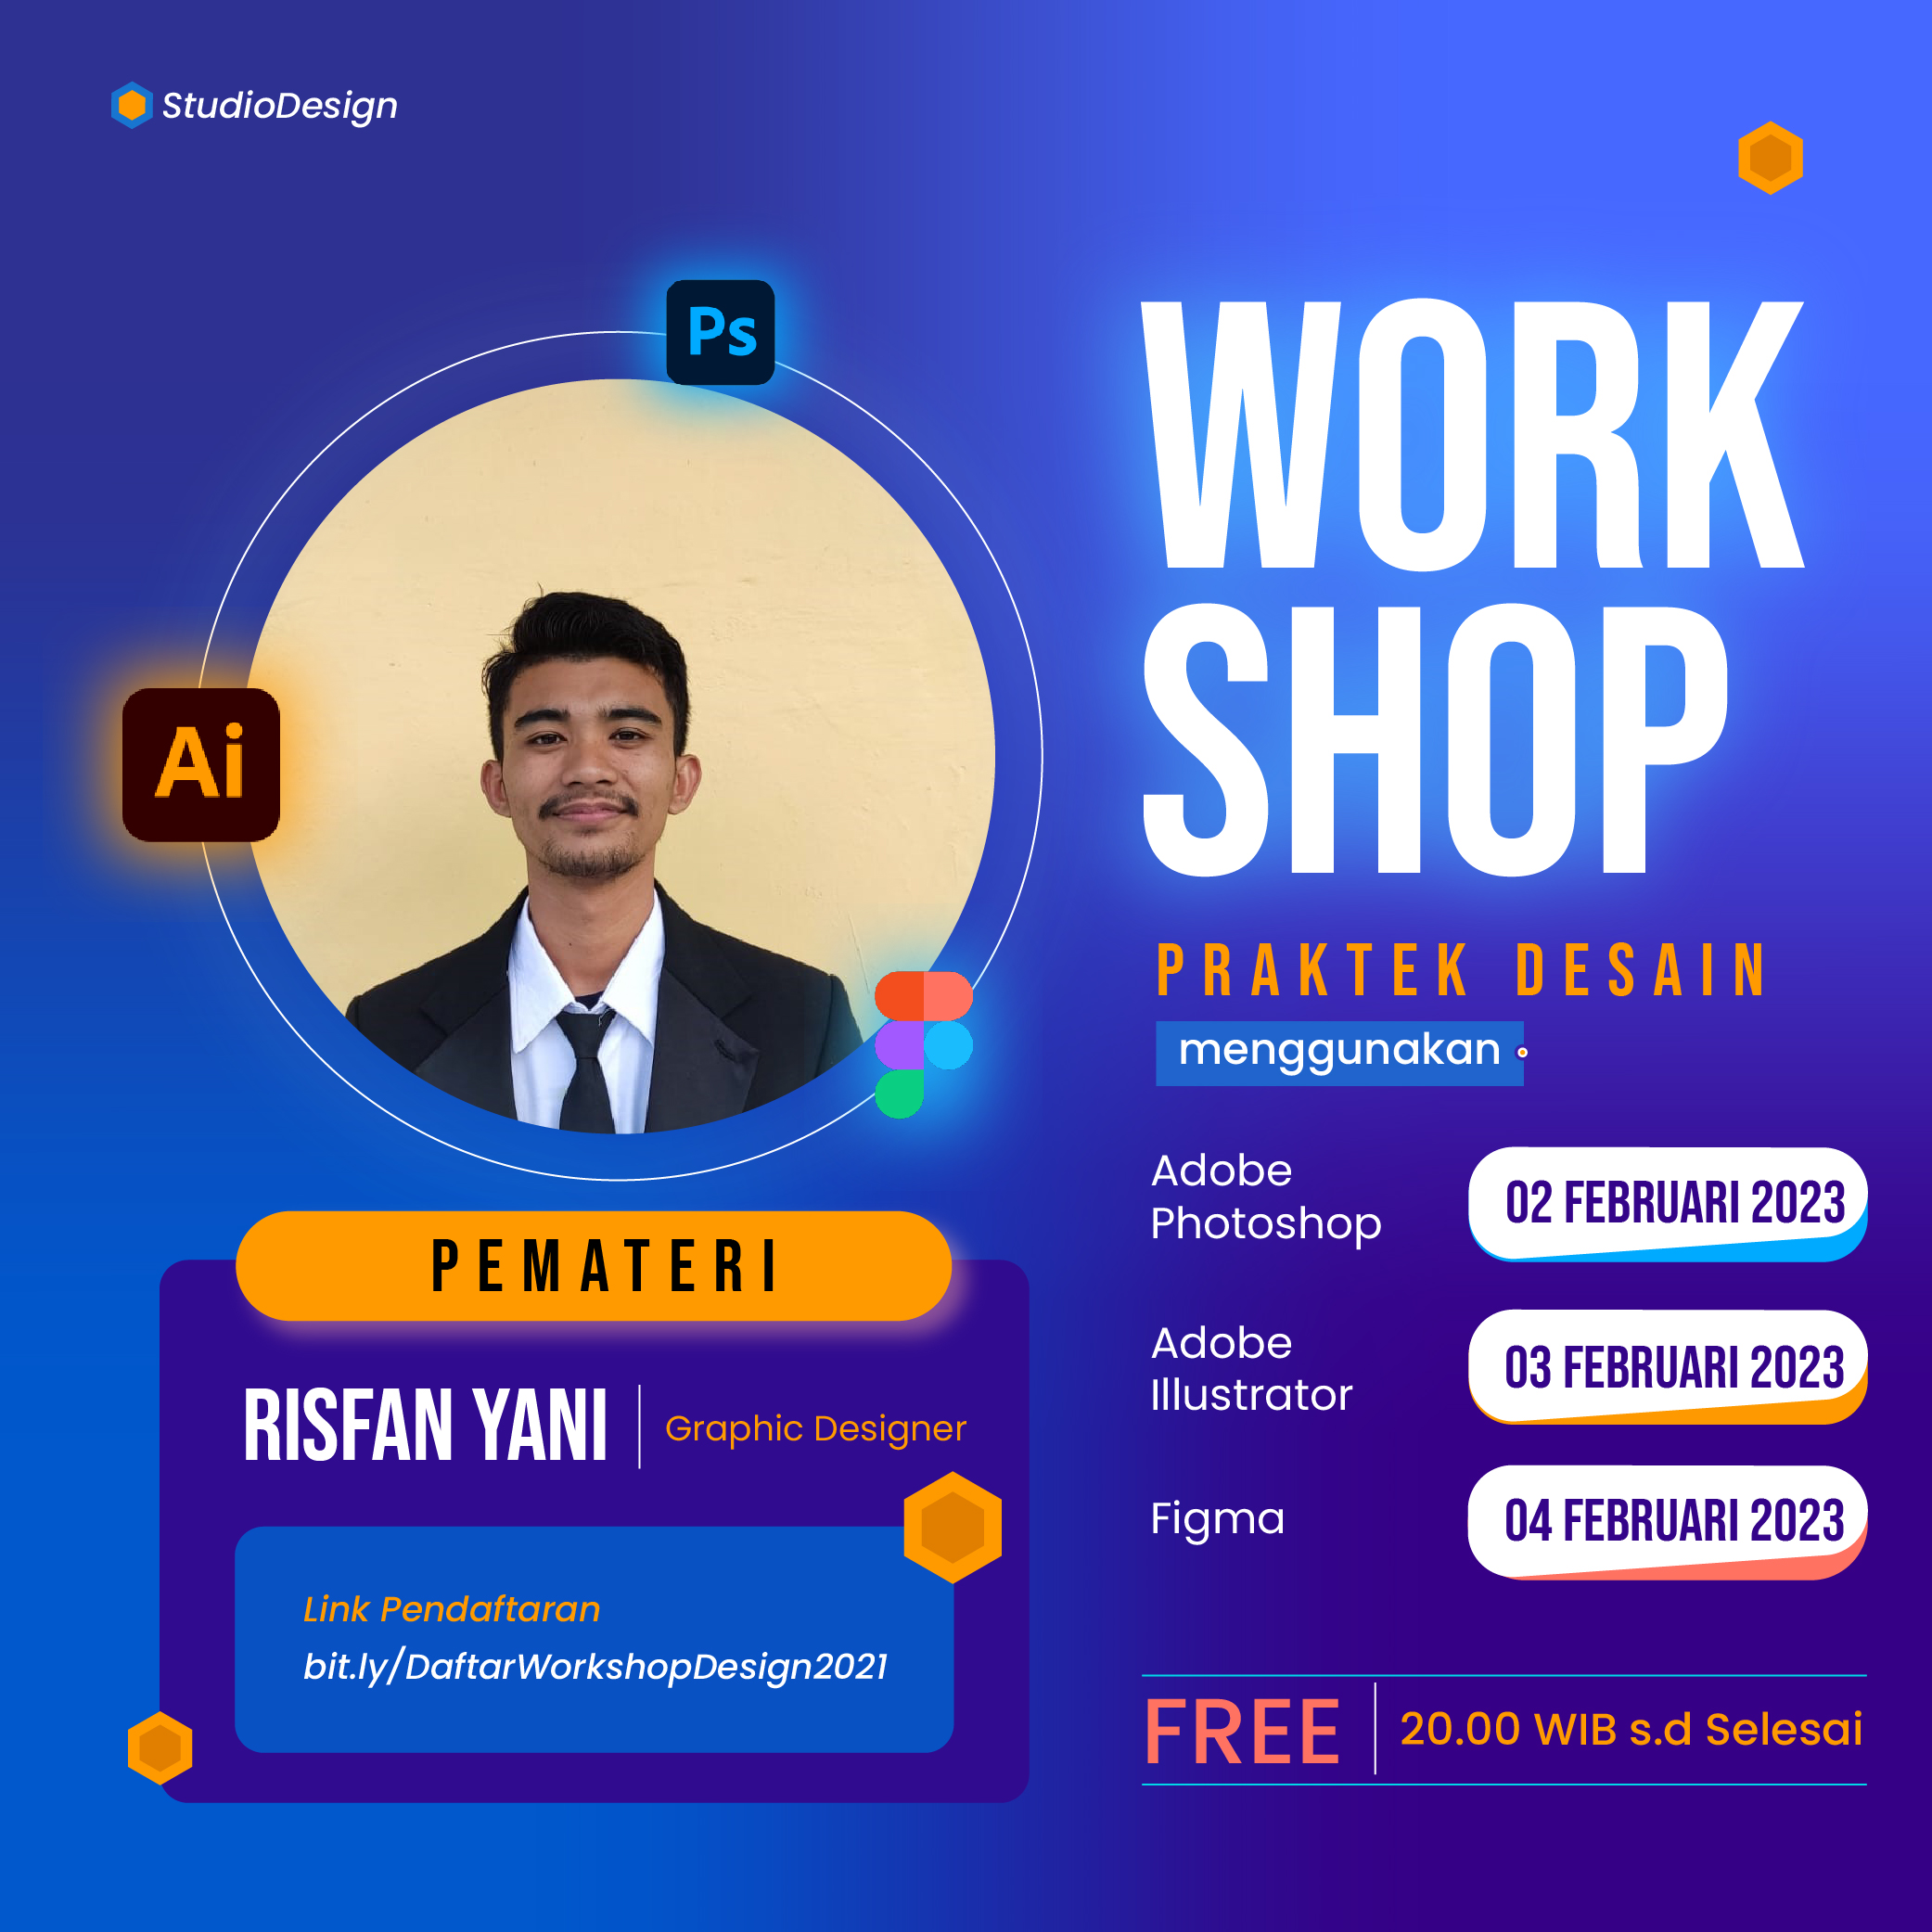 StudioDesign
Ps
Ai
WORK
SHOP
PRAKTEK DESAIN
menggunakan
Adobe
Photoshop
02 FEBRUARI 2023
Adobe
Illustrator
03 FEBRUARI 2023
Figma
04 FEBRUARI 2023
FREE
20.00 WIB s.d Selesai
PEMATERI
RISFAN YANI
Graphic Designer
Link Pendaftaran
bit.ly/DaftarWorkshopDesign2021